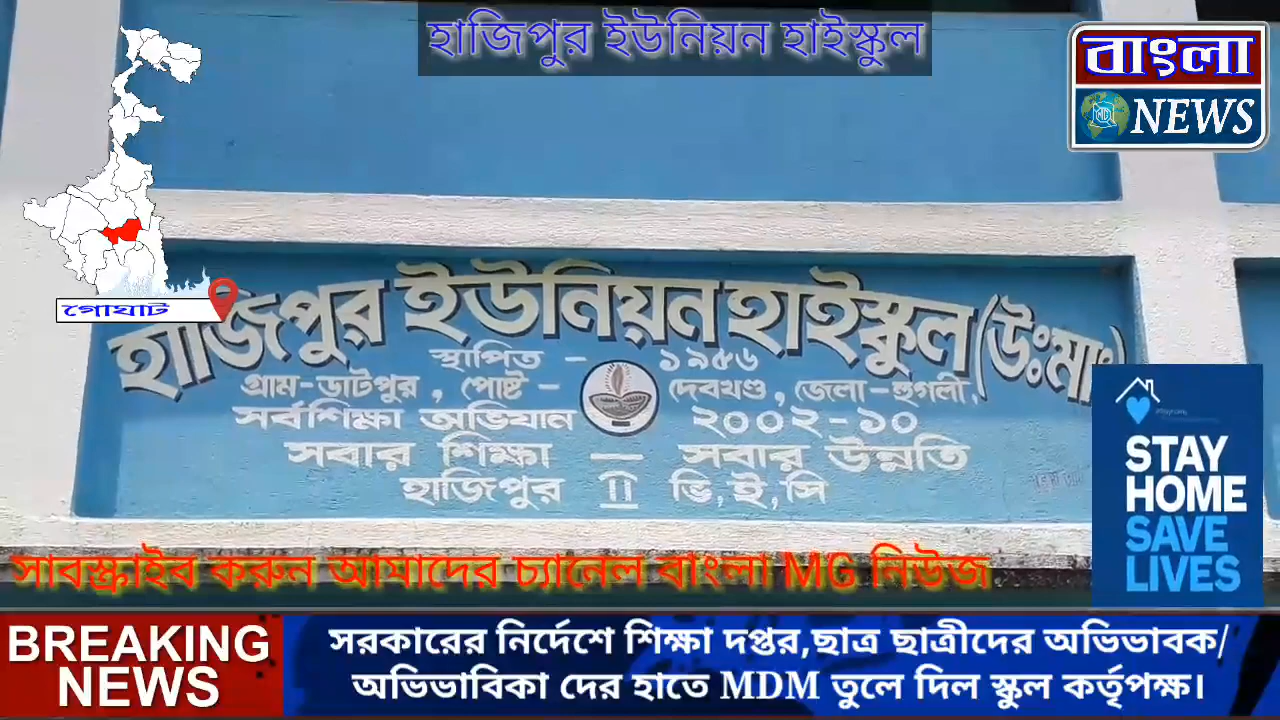 হাজিপুর ইউনিয়ন হাইস্কুল
বাংলা
NEWS
গোঘাট
হাজিপুর ইউনিয়ন হাইস্কুল (উঃমাঃ)
স্থাপিত - ১৯৫৬
গ্রাম-ভাটপুর, পোষ্ট - দেবখণ্ড, জেলা-হুগলী,
সর্বশিক্ষা অভিযান ২০০২-১০
সবার শিক্ষা — সবার উন্নতি
হাজিপুর ভি,ই,সি
STAY
HOME
SAVE
LIVES
সাবস্ক্রাইব করুন আমাদের চ্যানেল বাংলা MG নিউজ
BREAKING
NEWS
সরকারের নির্দেশে শিক্ষা দপ্তর,ছাত্র ছাত্রীদের অভিভাবক/
অভিভাবিকা দের হাতে MDM তুলে দিল স্কুল কর্তৃপক্ষ।